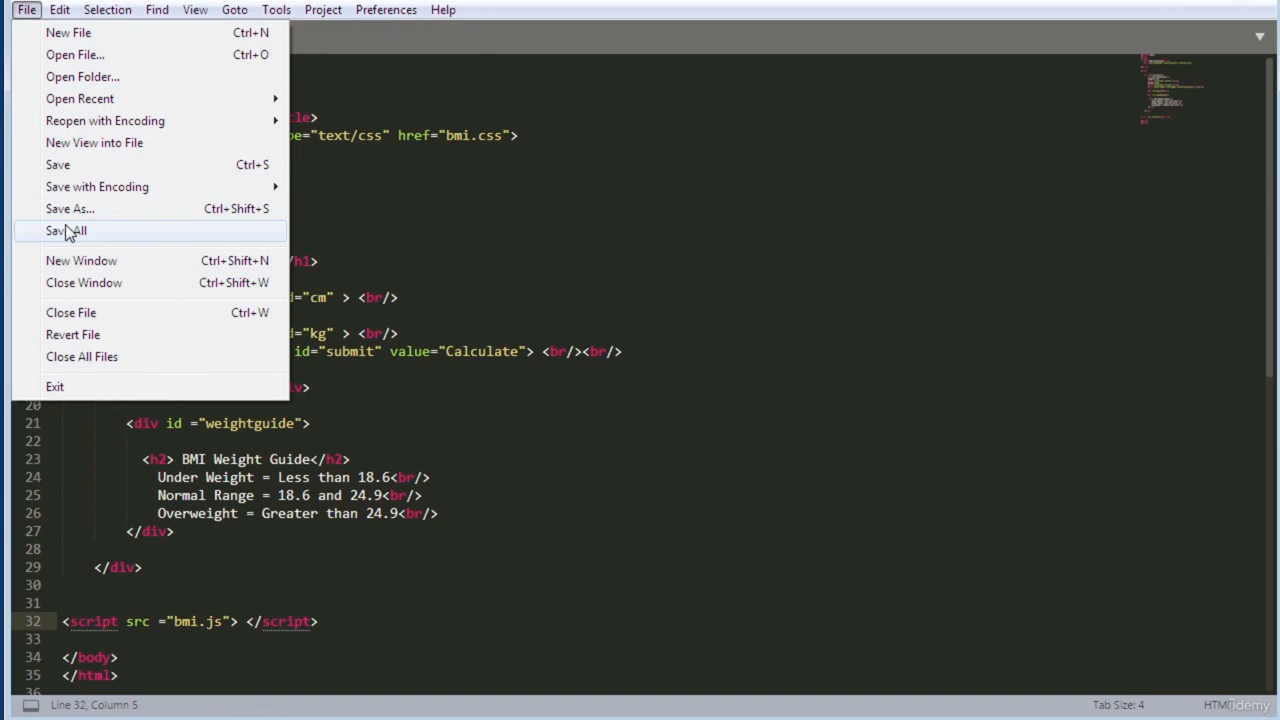 File Edit Selection Find View Goto Tools Project Preferences Help
New File Ctrl+N
Open File... Ctrl+O
Open Folder...
Open Recent
Reopen with Encoding
New View into File
Save Ctrl+S
Save with Encoding
Save As... Ctrl+Shift+S
Save All
New Window Ctrl+Shift+N
Close Window Ctrl+Shift+W
Close File Ctrl+W
Revert File
Close All Files
Exit
le>
pe="text/css" href="bmi.css">
/h1>
d="cm" > <br/>
d="kg" > <br/>
id="submit" value="Calculate"> <br/><br/>
v>
20
21 <div id ="weightguide">
22
23 <h2> BMI Weight Guide</h2>
24 Under Weight = Less than 18.6<br/>
25 Normal Range = 18.6 and 24.9<br/>
26 Overweight = Greater than 24.9<br/>
27 </div>
28
29 </div>
30
31
32 <script src ="bmi.js"> </script>
33
34 </body>
35 </html>
36
Line 32, Column 5 Tab Size: 4 HTML